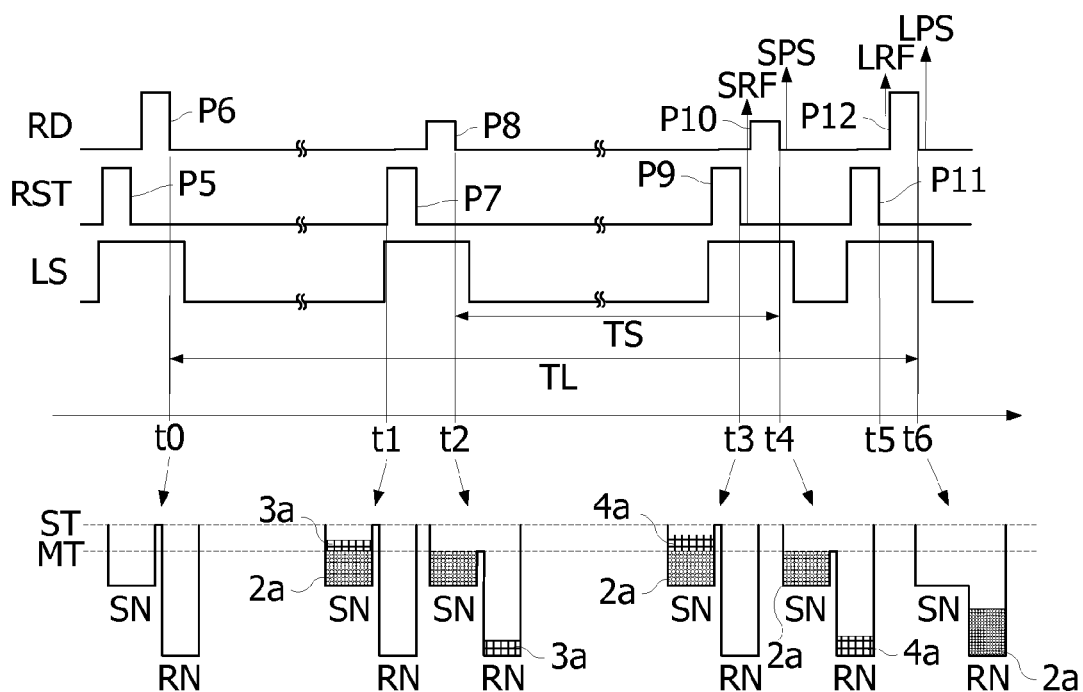 LPS
SPS
LRF
SRF
RD P6 P8 P10 P12
RST P5 P7 P9 P11
LS
TS
TL
t0 t1 t2 t3 t4 t5 t6
3a 4a
ST
MT
2a 2a
SN SN SN SN SN SN
RN RN RN 3a RN 2a RN 4a RN 2a